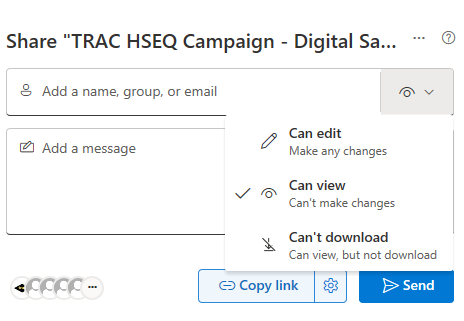 Share "TRAC HSEQ Campaign - Digital Sa...
Add a name, group, or email
Add a message
Can edit
Make any changes
Can view
Can't make changes
Can't download
Can view, but not download
Copy link
Send